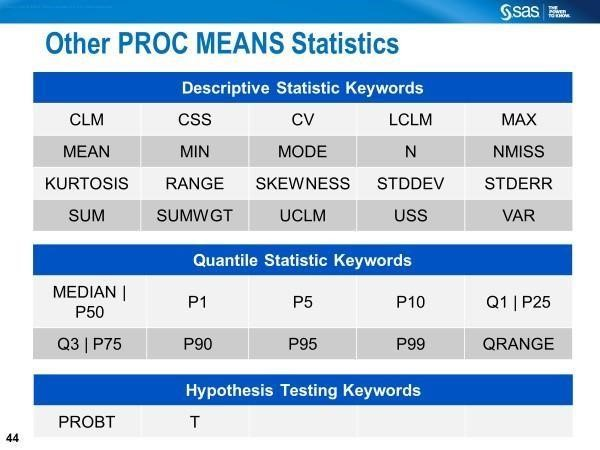 sas THE POWER TO KNOW.
Other PROC MEANS Statistics
Descriptive Statistic Keywords
CLM CSS CV LCLM MAX
MEAN MIN MODE N NMISS
KURTOSIS RANGE SKEWNESS STDDEV STDERR
SUM SUMWGT UCLM USS VAR
Quantile Statistic Keywords
MEDIAN | P50 P1 P5 P10 Q1 | P25
Q3 | P75 P90 P95 P99 QRANGE
Hypothesis Testing Keywords
PROBT T
44